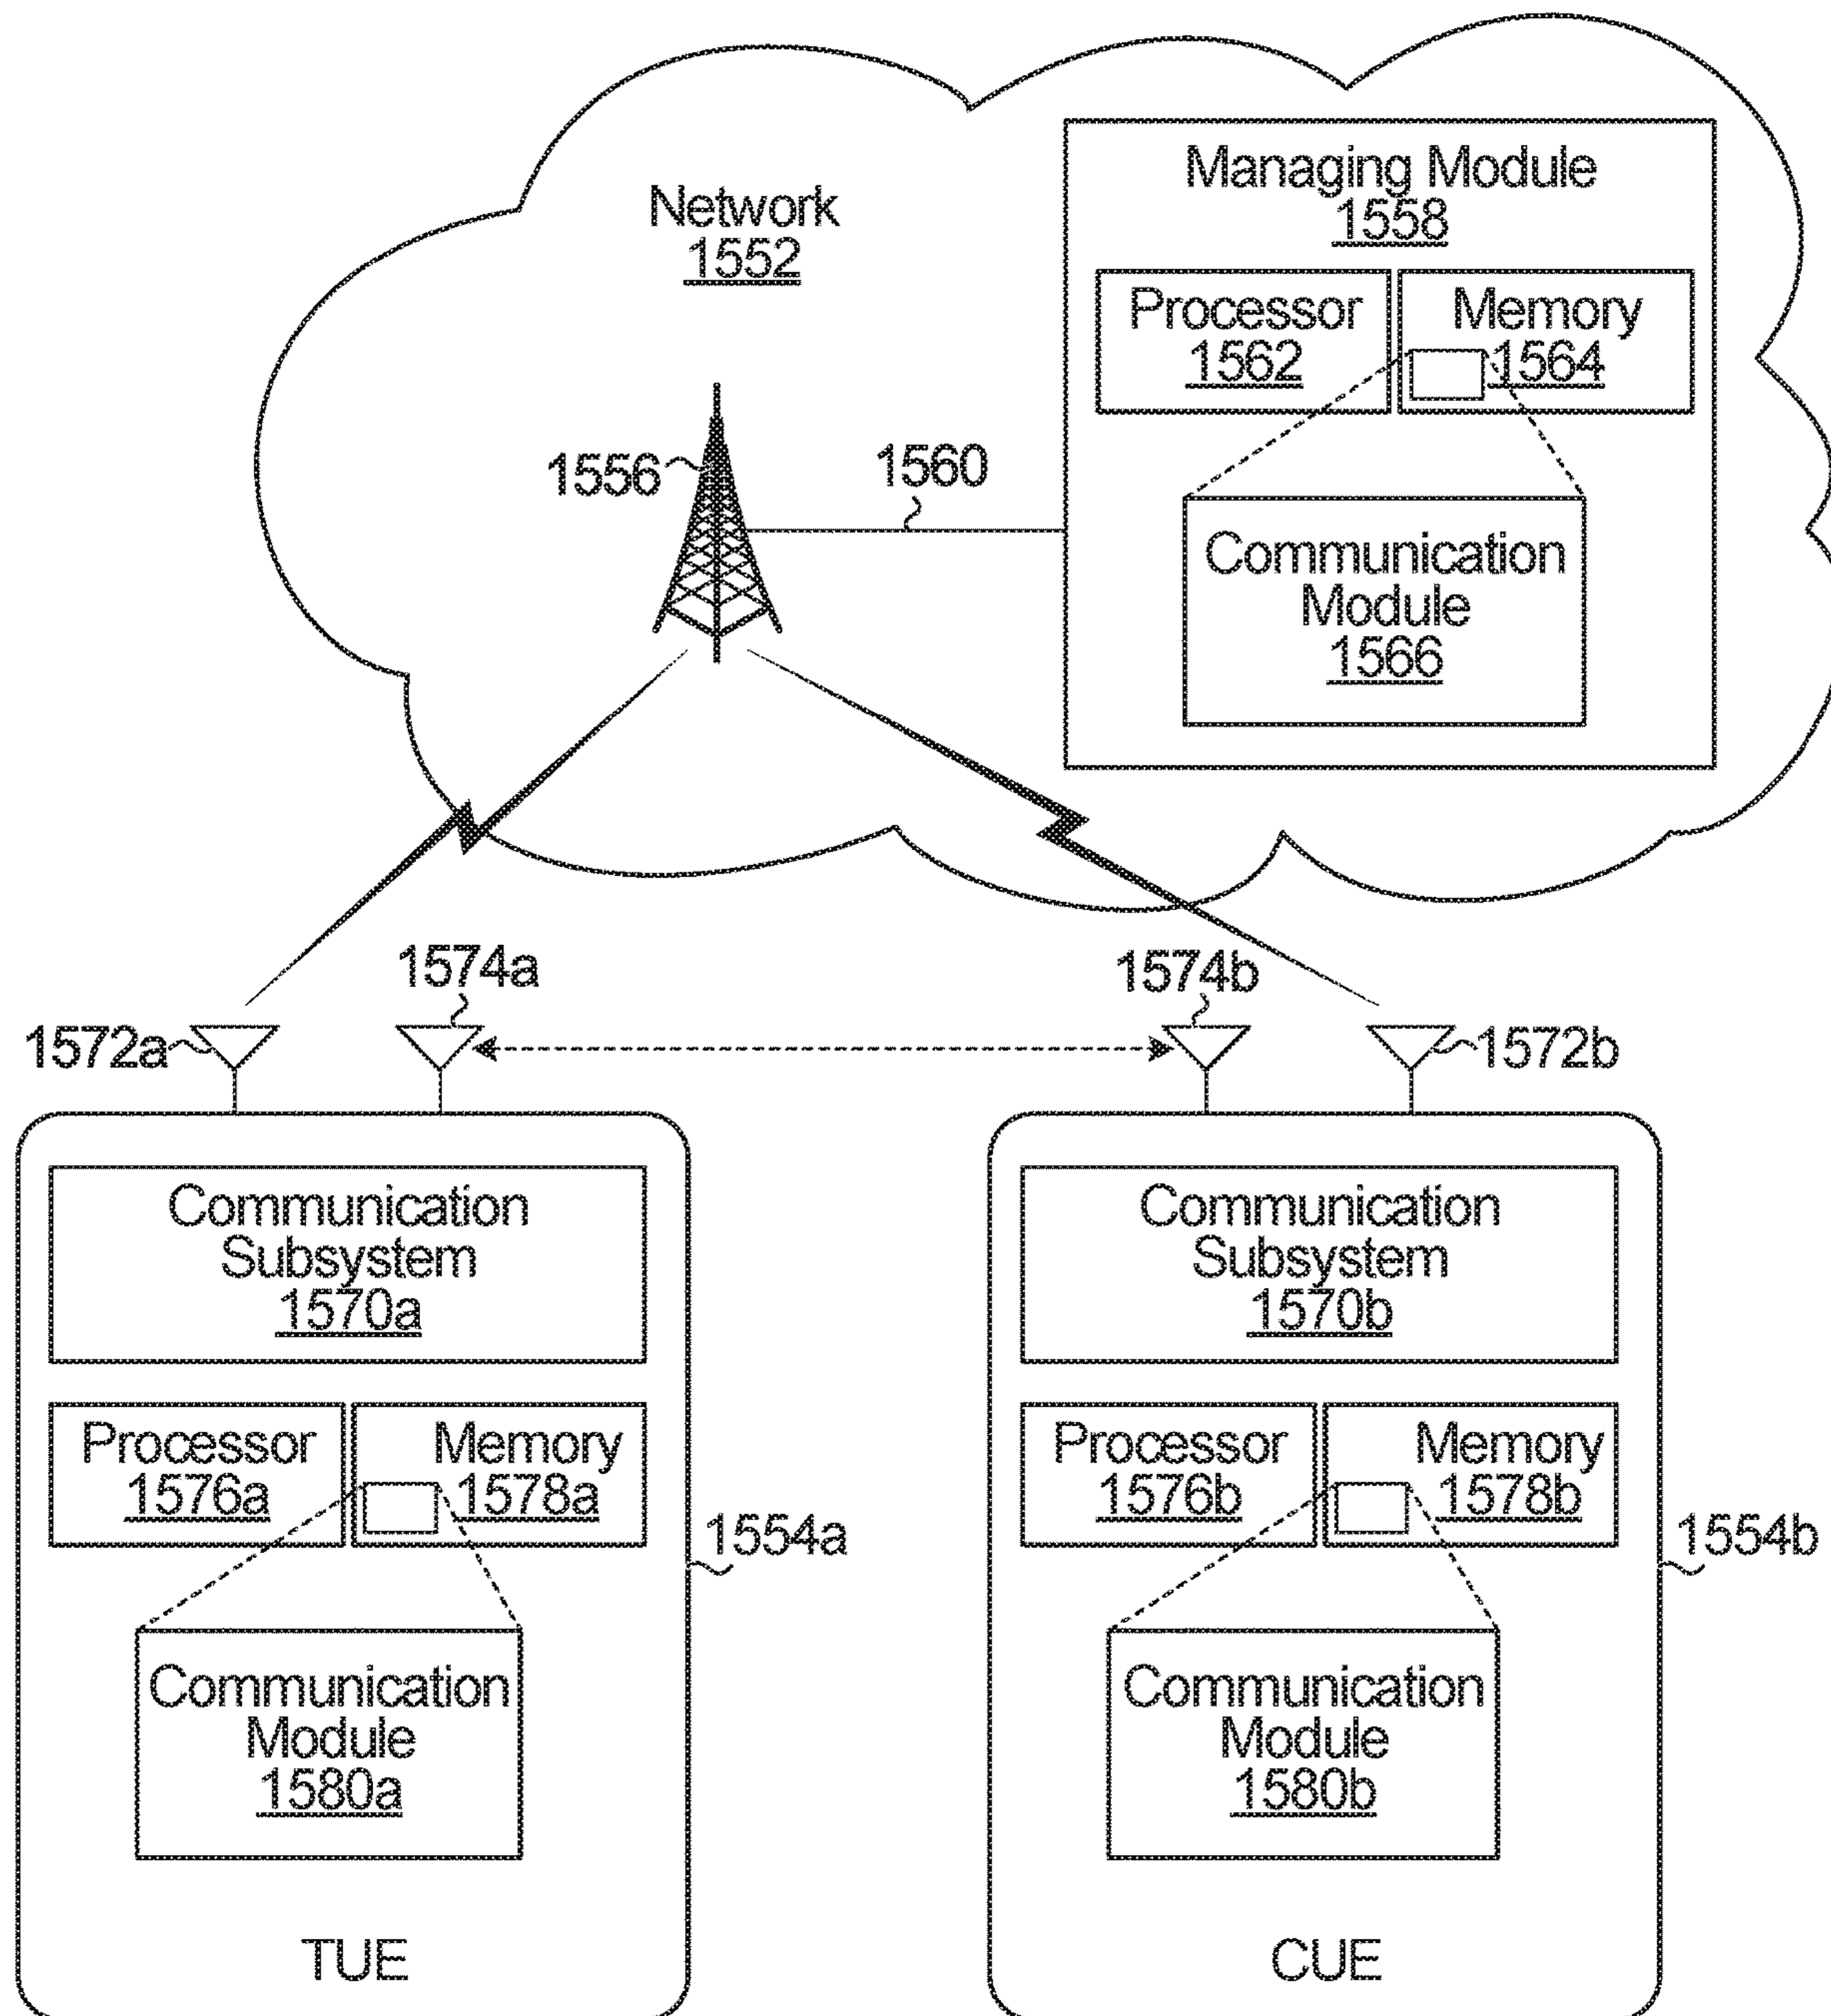 Network
1552
Managing Module
1558
Processor
1562
Memory
1564
1556
1560
Communication
Module
1566
1574a
1574b
1572a
1572b
Communication
Subsystem
1570a
Communication
Subsystem
1570b
Processor
1576a
Memory
1578a
Processor
1576b
Memory
1578b
1554a
1554b
Communication
Module
1580a
Communication
Module
1580b
TUE
CUE